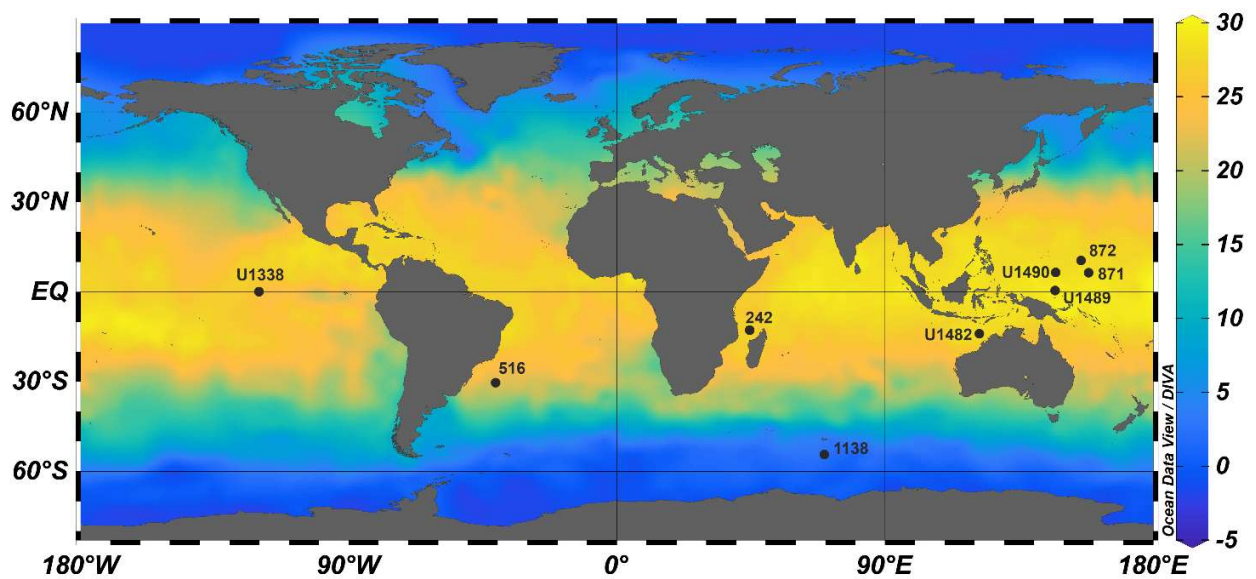 30
25
20
15
10
5
0
-5
Ocean Data View / DIVA
60°N
30°N
EQ
30°S
60°S
U1338
516
242
1138
872
U1490
871
U1489
U1482
180°W
90°W
0°
90°E
180°E